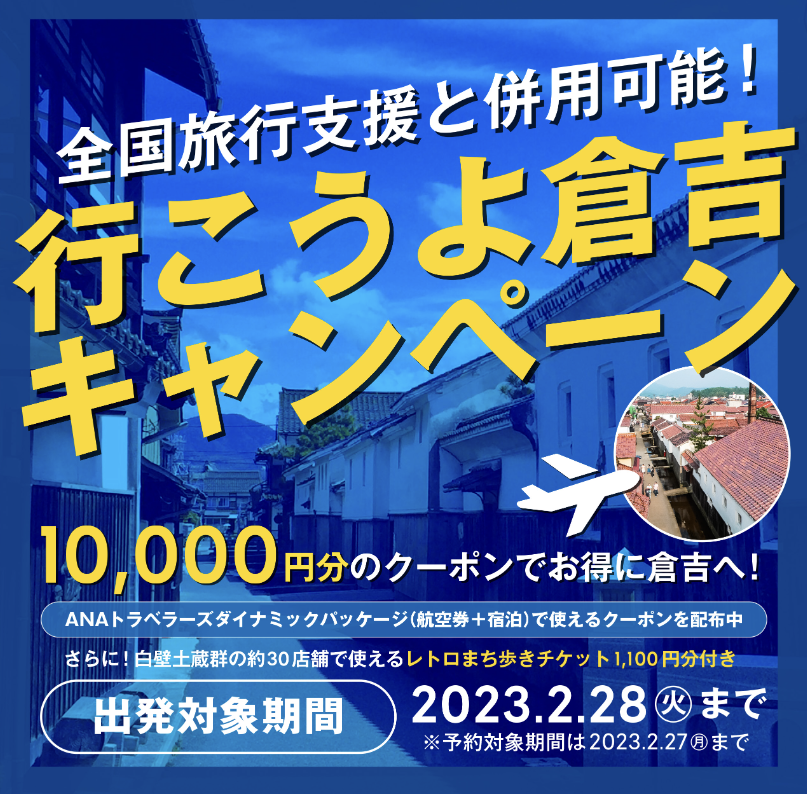 全国旅行支援と併用可能！
行こうよ倉吉
キャンペーン
10,000円分のクーポンでお得に倉吉へ！
ANAトラベラーズダイナミックパッケージ（航空券＋宿泊）で使えるクーポンを配布中
さらに！白壁土蔵群の約30店舗で使えるレトロまち歩きチケット1,100円分付き
出発対象期間
2023.2.28㊋まで
※予約対象期間は2023.2.27㊊まで